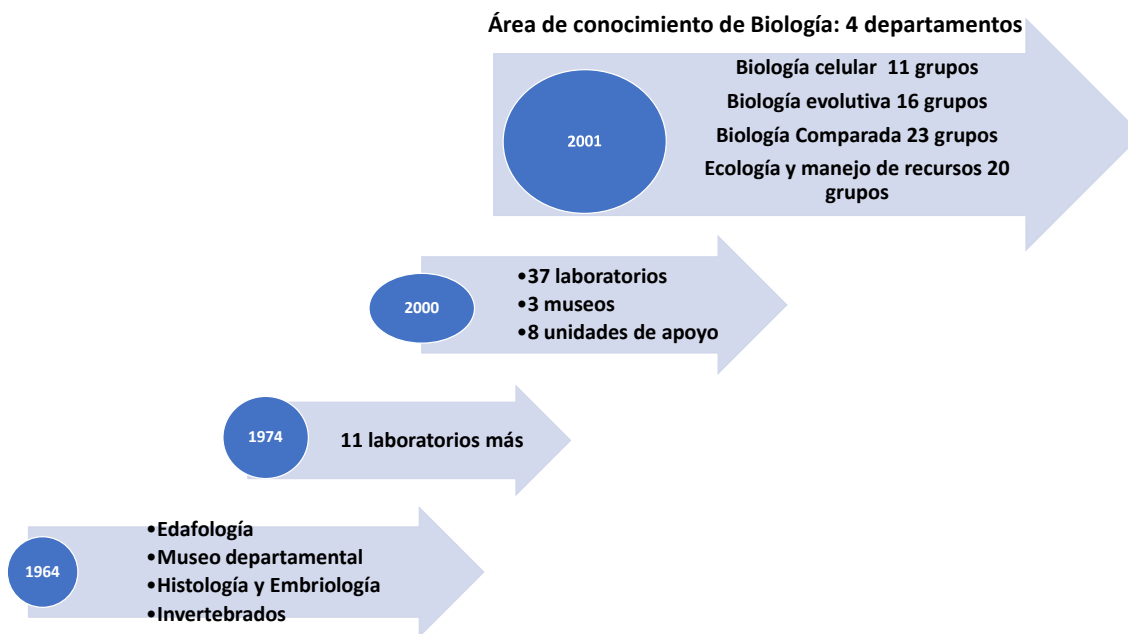 Área de conocimiento de Biología: 4 departamentos
2001
Biología celular  11 grupos
Biología evolutiva 16 grupos
Biología Comparada 23 grupos
Ecología y manejo de recursos 20
grupos
2000
•37 laboratorios
•3 museos
•8 unidades de apoyo
1974
11 laboratorios más
1964
•Edafología
•Museo departamental
•Histología y Embriología
•Invertebrados